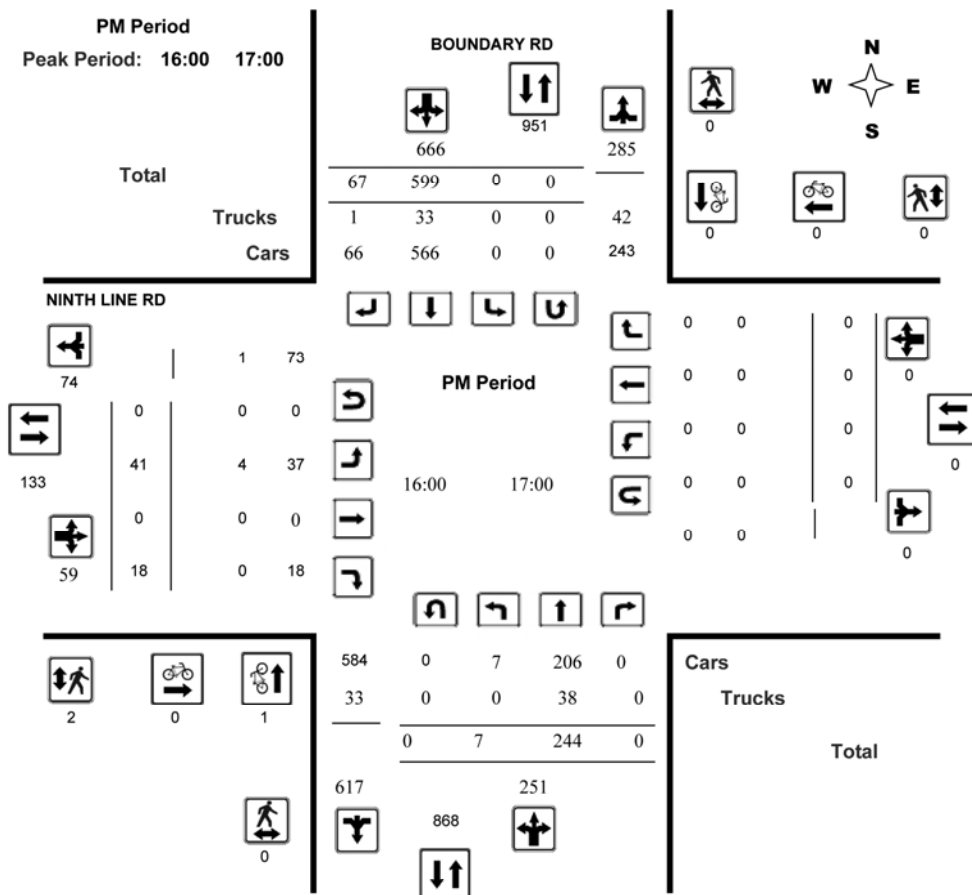 PM Period
Peak Period: 16:00 17:00
BOUNDARY RD
N
W E
S
951
0
666 285
Total 67 599 0 0
Trucks 1 33 0 0 42
0 0 0
Cars 66 566 0 0 243
NINTH LINE RD
0 0 0
1 73
74
0
PM Period
0 0 0
0 0 0
0 0 0
41 4 37
0
133
16:00 17:00
0 0 0
0 0 0
0 0
0
59 18 0 18
584 0 7 206 0 Cars
33 0 0 38 0 Trucks
2 0 1
0 7 244 0 Total
617 251
868
0